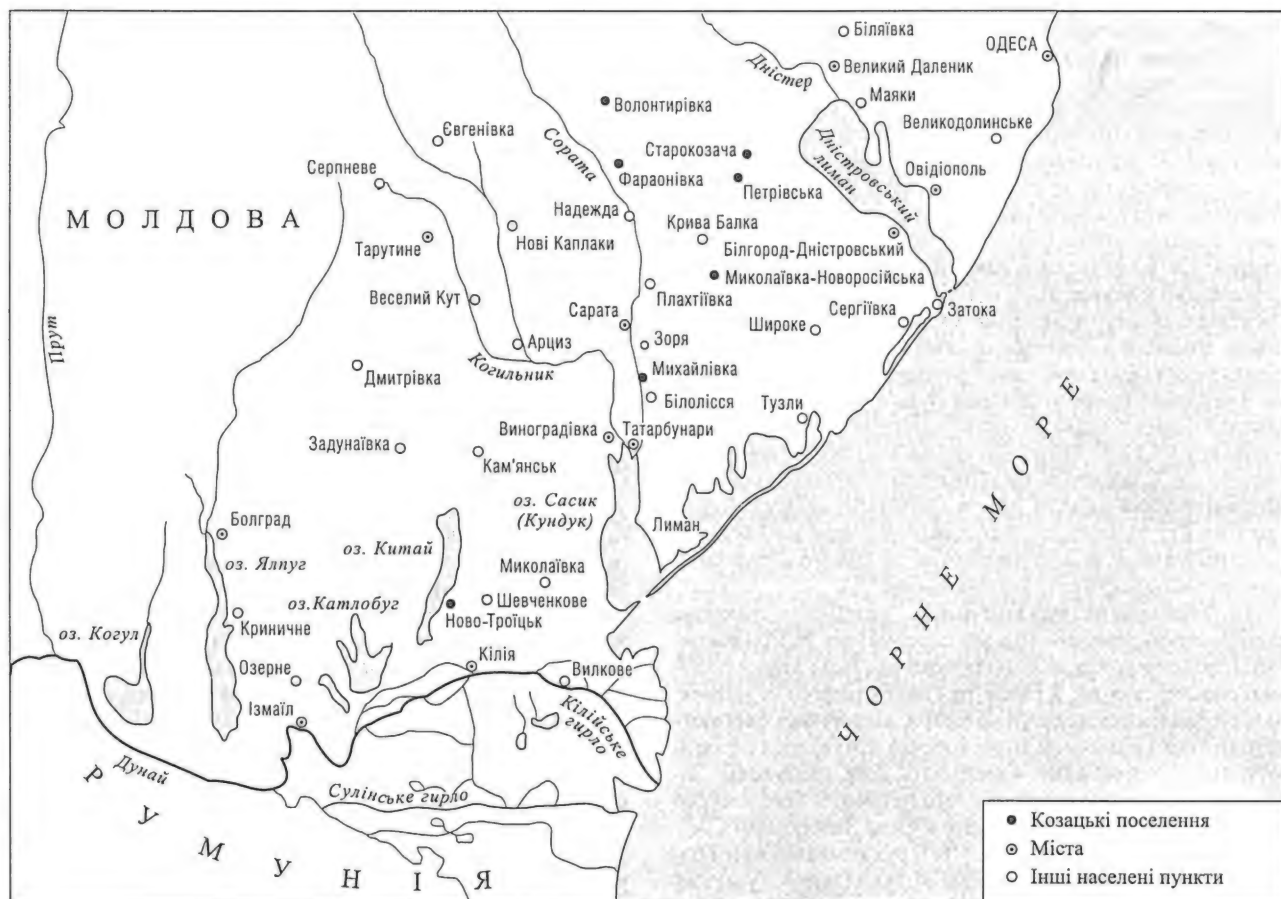 Біляївка
ОДЕСА
Дністер
Великий Даленик
Маяки
Волонтирівка
Великодолинське
Євгенівка
Сората
Старокозача
Дністровський
лиман
Серпневе
Фараонівка
Петрівська
Овідіополь
МОЛДОВА
Надежда
Нові Каплаки
Крива Балка
Тарутине
Білгород-Дністровський
Миколаївка-Новоросійська
Плахтіївка
Веселий Кут
Прут
Сарата
Сергіївка
Затока
Широке
Арциз
Зоря
Когильник
Дмитрівка
Михайлівка
Білолісся
Тузли
Виноградівка
Татарбунари
Задунаївка
Кам'янськ
оз. Сасик
(Кундук)
Лиман
ЧОРНЕ МОРЕ
Болград
оз. Китай
оз. Ялпуг
Миколаївка
оз.Катлобуг
Шевченкове
Ново-Троїцьк
Криничне
оз. Когул
Кілія
Озерне
Вилкове
Ізмаїл
Кілійське
гирло
Дунай
Сулінське гирло
РУМУНІЯ
Козацькі поселення
Міста
Інші населені пункти